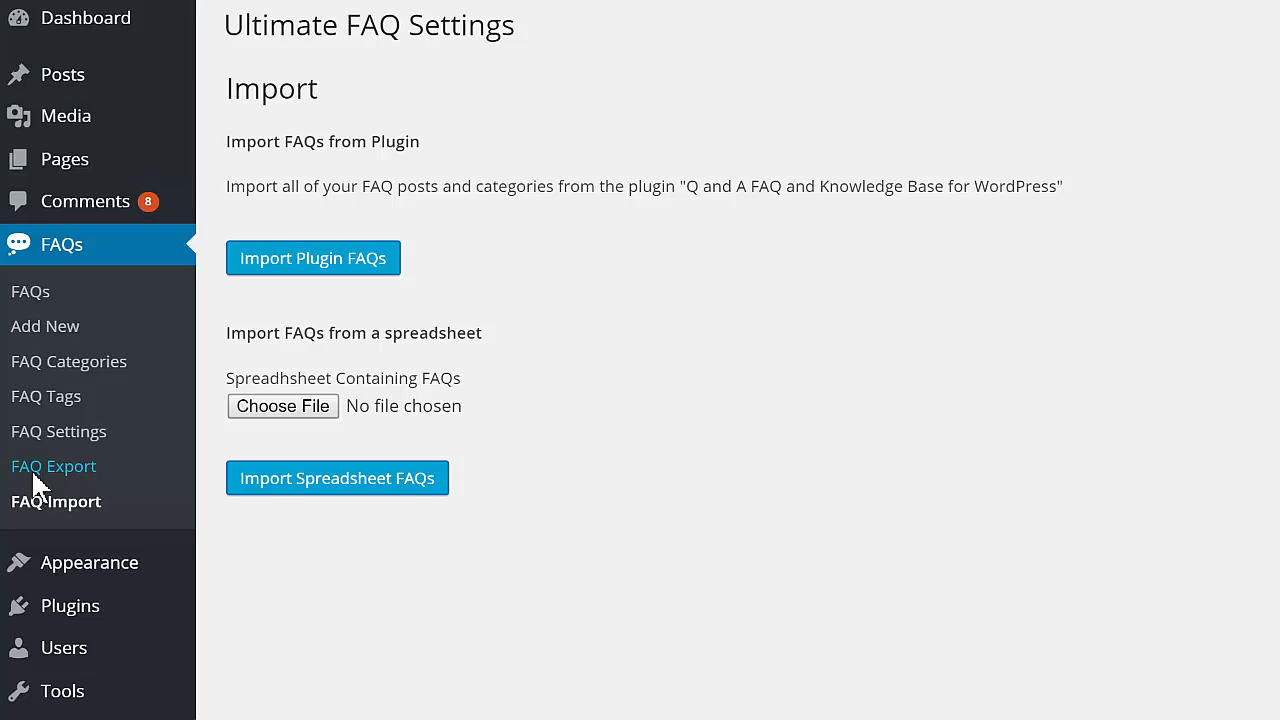 Dashboard
Posts
Media
Pages
Comments 8
FAQs
FAQs
Add New
FAQ Categories
FAQ Tags
FAQ Settings
FAQ Export
FAQ Import
Appearance
Plugins
Users
Tools
Ultimate FAQ Settings
Import
Import FAQs from Plugin
Import all of your FAQ posts and categories from the plugin "Q and A FAQ and Knowledge Base for WordPress"
Import Plugin FAQs
Import FAQs from a spreadsheet
Spreadhsheet Containing FAQs
Choose File No file chosen
Import Spreadsheet FAQs